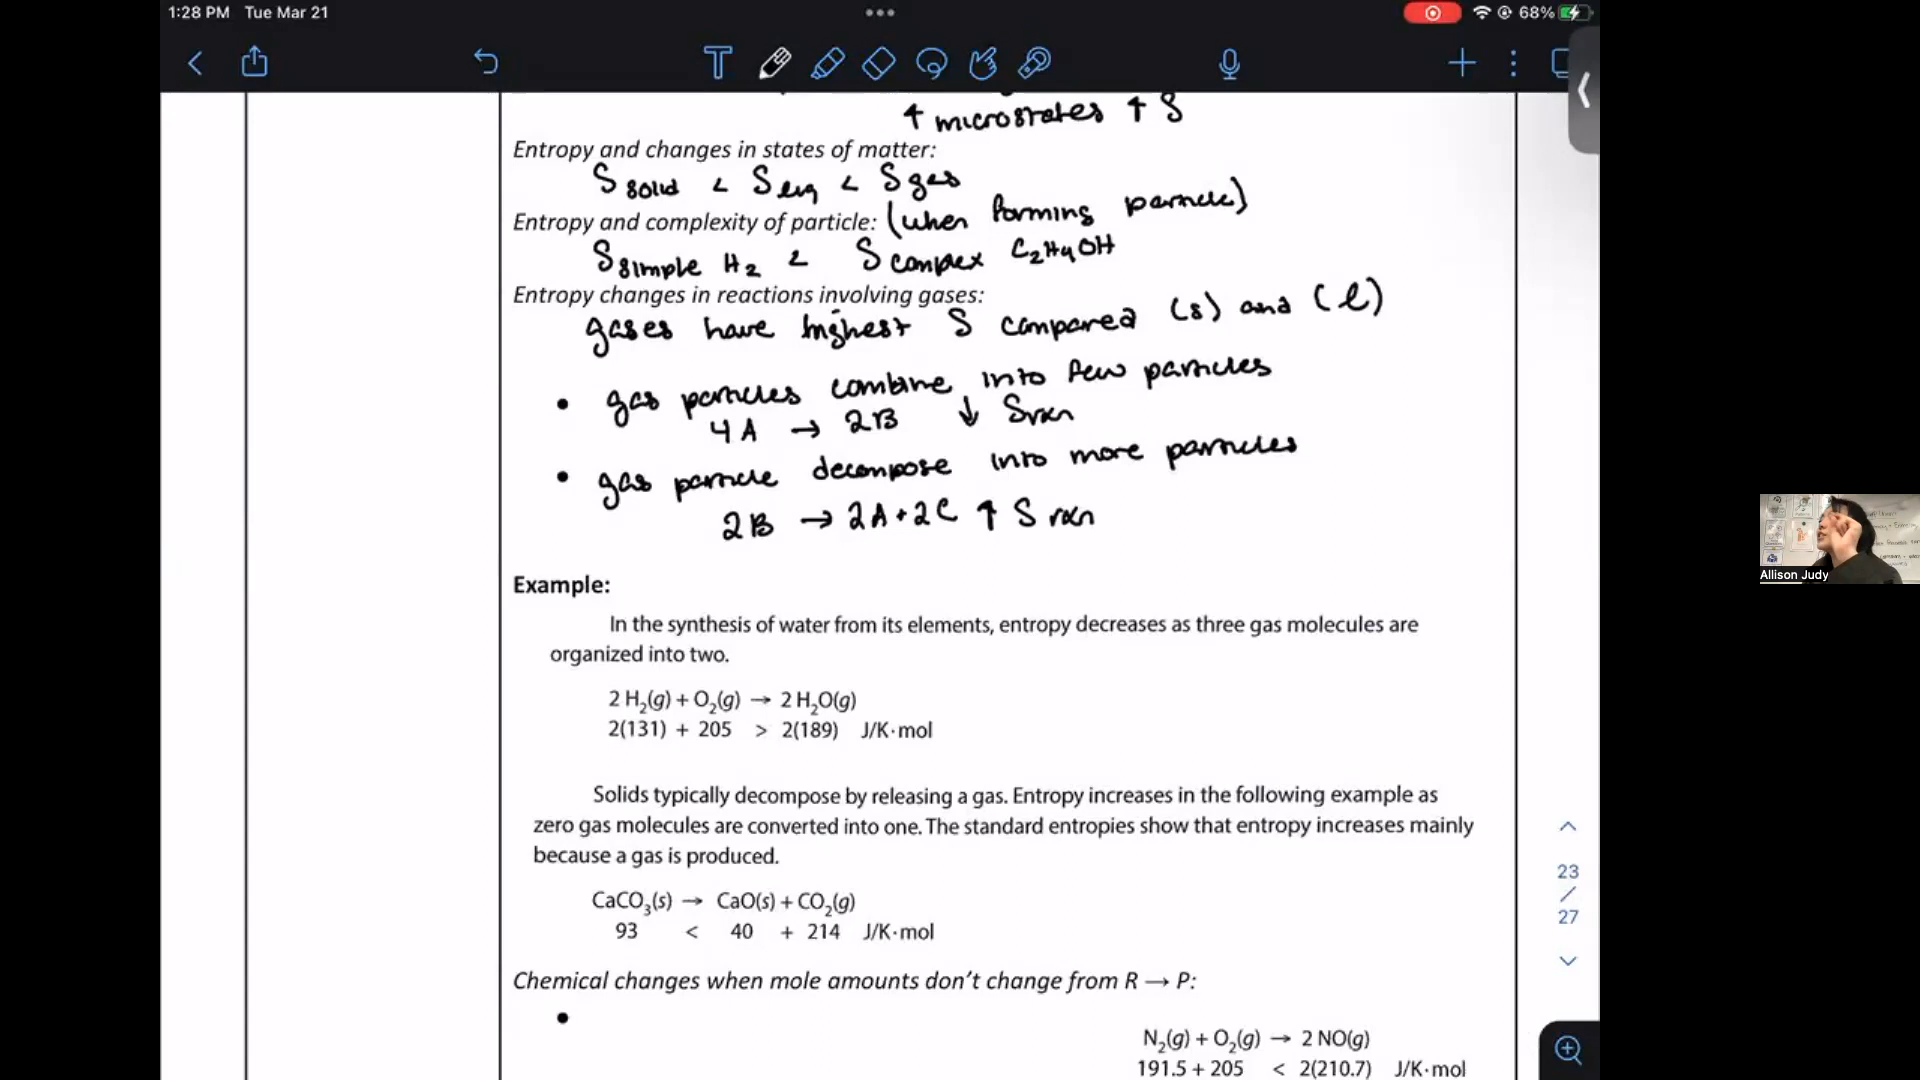 1:28 PM Tue Mar 21
68%
↑ microstates ↑ S
Entropy and changes in states of matter:
S solid < S liq < S gas
Entropy and complexity of particle: (when forming particle)
S simple H₂ < S complex C₂H₄OH
Entropy changes in reactions involving gases:
gases have highest S compared (s) and (l)
• gas particles combine into few particles
4A → 2B ↓ Srxn
• gas particle decompose into more particles
2B → 2A + 2C ↑ S rxn
Example:
In the synthesis of water from its elements, entropy decreases as three gas molecules are
organized into two.
2 H₂(g) + O₂(g) → 2 H₂O(g)
2(131) + 205 > 2(189) J/K·mol
Solids typically decompose by releasing a gas. Entropy increases in the following example as
zero gas molecules are converted into one. The standard entropies show that entropy increases mainly
because a gas is produced.
CaCO₃(s) → CaO(s) + CO₂(g)
93 < 40 + 214 J/K·mol
Chemical changes when mole amounts don't change from R → P:
•
N₂(g) + O₂(g) → 2 NO(g)
191.5 + 205 < 2(210.7) J/K·mol
23
/
27
Allison Judy